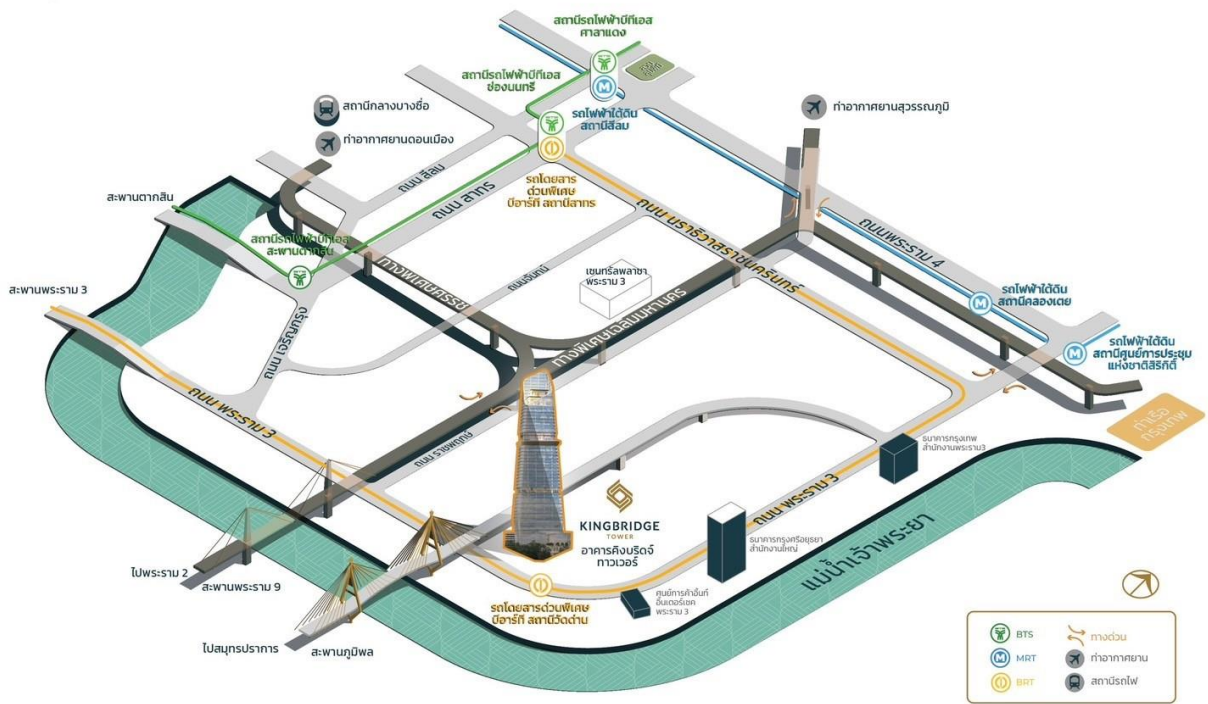 สถานีรถไฟฟ้าบีทีเอส
ศาลาแดง
สถานีรถไฟฟ้าบีทีเอส
ช่องนนทรี
สวน
ลุมพินี
รถไฟฟ้าใต้ดิน
สถานีสีลม
สถานีกลางบางซื่อ
ท่าอากาศยานดอนเมือง
ท่าอากาศยานสุวรรณภูมิ
ถนน สีลม
ถนน สาทร
รถโดยสาร
ด่วนพิเศษ
บีอาร์ที สถานีสาทร
สะพานตากสิน
สถานีรถไฟฟ้าบีทีเอส
สะพานตากสิน
ถนน นราธิวาสราชนครินทร์
ถนนพระราม 4
ทางพิเศษศรีรัช
ถนนจันทน์
เซนทรัลพลาซา
พระราม 3
สะพานพระราม 3
ถนน เจริญกรุง
ทางพิเศษเฉลิมมหานคร
รถไฟฟ้าใต้ดิน
สถานีคลองเตย
รถไฟฟ้าใต้ดิน
สถานีศูนย์การประชุม
แห่งชาติสิริกิติ์
ถนน พระราม 3
ถนน ราชพฤกษ์
ท่าเรือ
กรุงเทพ
ธนาคารกรุงเทพ
สำนักงานพระราม3
KINGBRIDGE
TOWER
อาคารคิงบริดจ์
ทาวเวอร์
ถนน พระราม 3
ธนาคารกรุงศรีอยุธยา
สำนักงานใหญ่
แม่น้ำเจ้าพระยา
ไปพระราม 2
สะพานพระราม 9
รถโดยสารด่วนพิเศษ
บีอาร์ที สถานีวัดด่าน
ศูนย์การค้าอิ๊นท์
อินเตอร์เซค
พระราม 3
ไปสมุทรปราการ
สะพานภูมิพล
BTS
ทางด่วน
MRT
ท่าอากาศยาน
BRT
สถานีรถไฟ